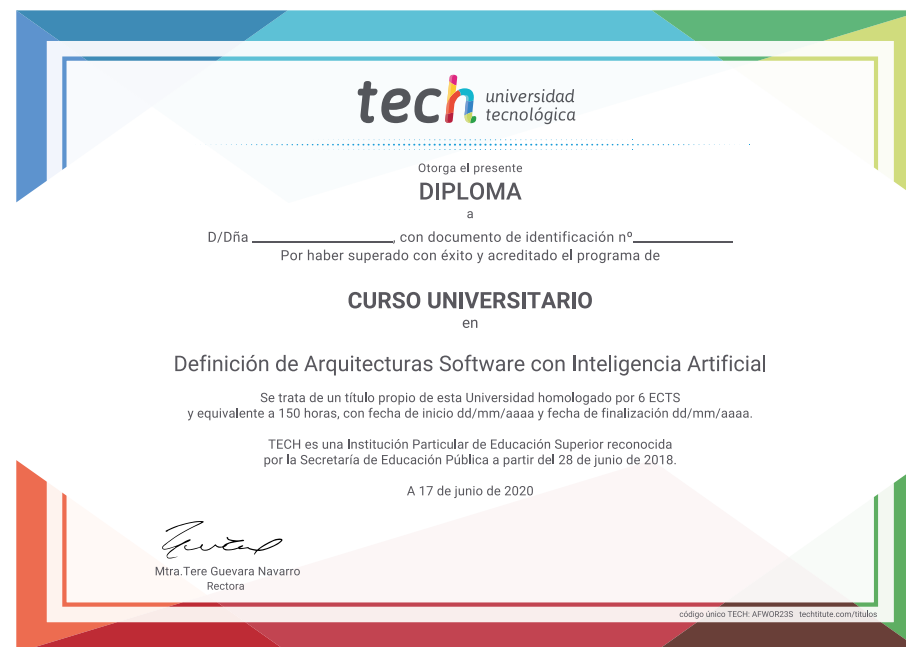 tech universidad
tecnológica
Otorga el presente
DIPLOMA
a
D/Dña ____________________, con documento de identificación nº______________
Por haber superado con éxito y acreditado el programa de
CURSO UNIVERSITARIO
en
Definición de Arquitecturas Software con Inteligencia Artificial
Se trata de un título propio de esta Universidad homologado por 6 ECTS
y equivalente a 150 horas, con fecha de inicio dd/mm/aaaa y fecha de finalización dd/mm/aaaa.
TECH es una Institución Particular de Educación Superior reconocida
por la Secretaría de Educación Pública a partir del 28 de junio de 2018.
A 17 de junio de 2020
Mtra.Tere Guevara Navarro
Rectora
código único TECH: AFWOR23S techtitute.com/titulos